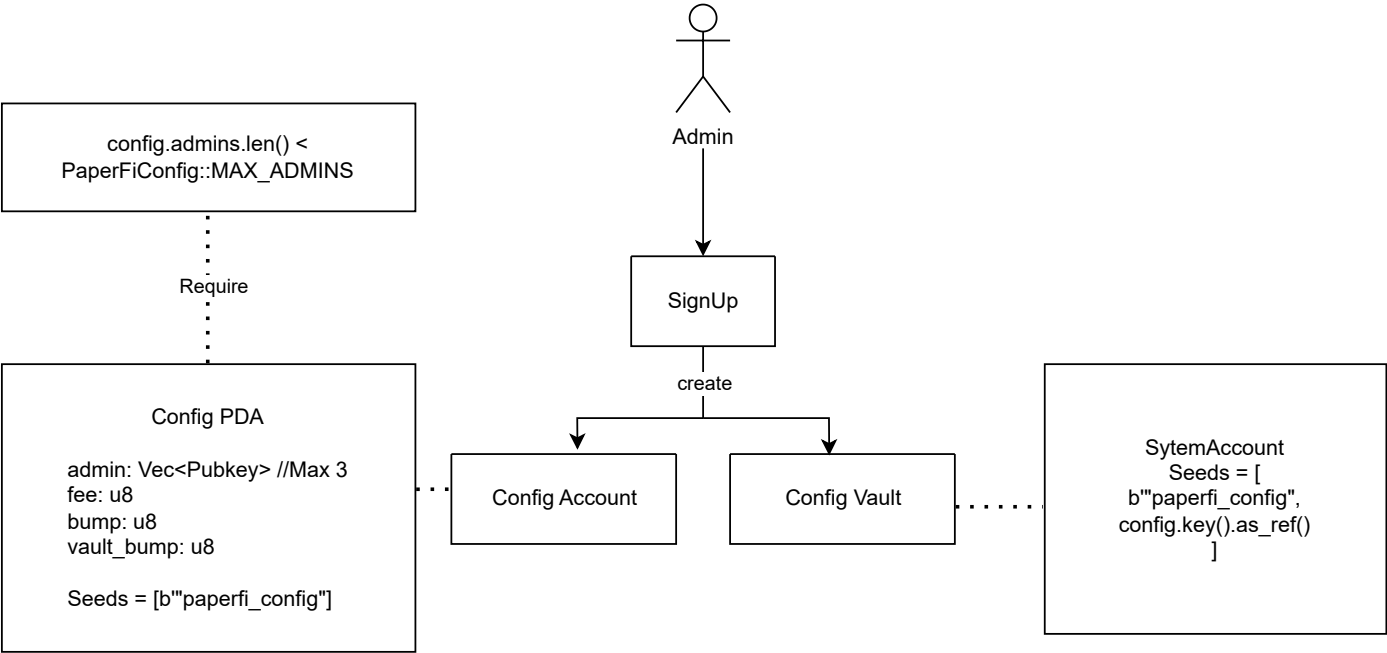 Admin
config.admins.len() <
PaperFiConfig::MAX_ADMINS
Require
SignUp
create
Config PDA
admin: Vec<Pubkey> //Max 3
fee: u8
bump: u8
vault_bump: u8
Seeds = [b'"paperfi_config"]
Config Account
Config Vault
SytemAccount
Seeds = [
b'"paperfi_config",
config.key().as_ref()
]